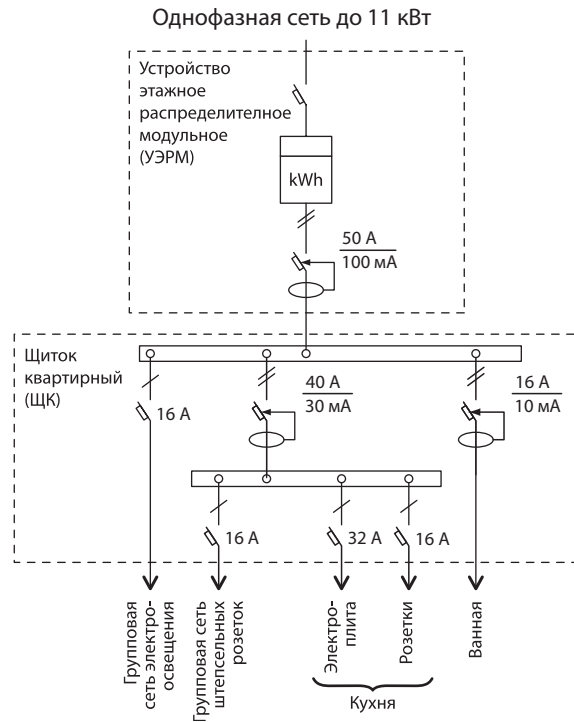 Однофазная сеть до 11 кВт
Устройство
этажное
распределителное
модульное
(УЭРМ)
kWh
50 А
100 мА
Щиток
квартирный
(ЩК)
16 А
40 А
30 мА
16 А
10 мА
16 А
32 А
16 А
Групповая
сеть электро-
освещения
Групповая сеть
штепсельных
розеток
Электро-
плита
Розетки
Ванная
Кухня